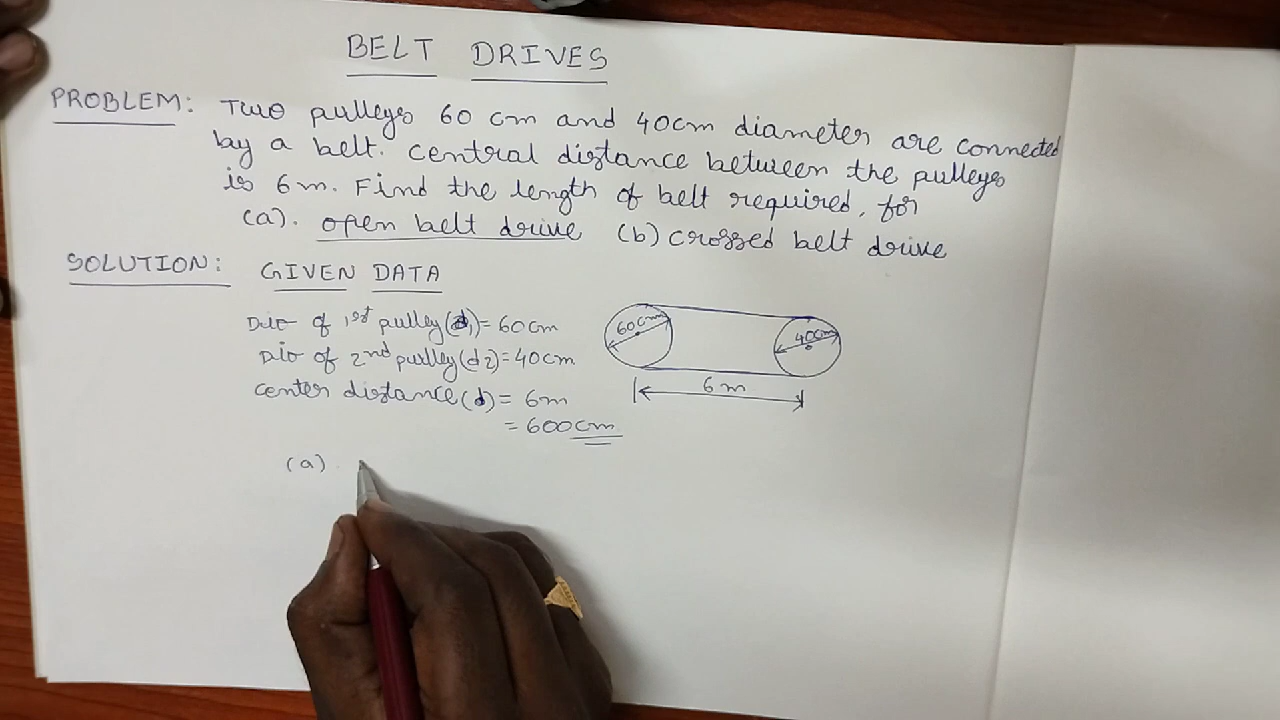 BELT DRIVES
PROBLEM: Two pulleys 60 cm and 40cm diameter are connected
by a belt. central distance between the pulleys
is 6m. Find the length of belt required, for
(a). open belt drive (b) crossed belt drive
SOLUTION: GIVEN DATA
Dia of 1st pulley(d1)= 60cm
Dia of 2nd pulley(d2)=40cm
center distance(d) = 6m
= 600cm
60cm
40cm
6m
(a)